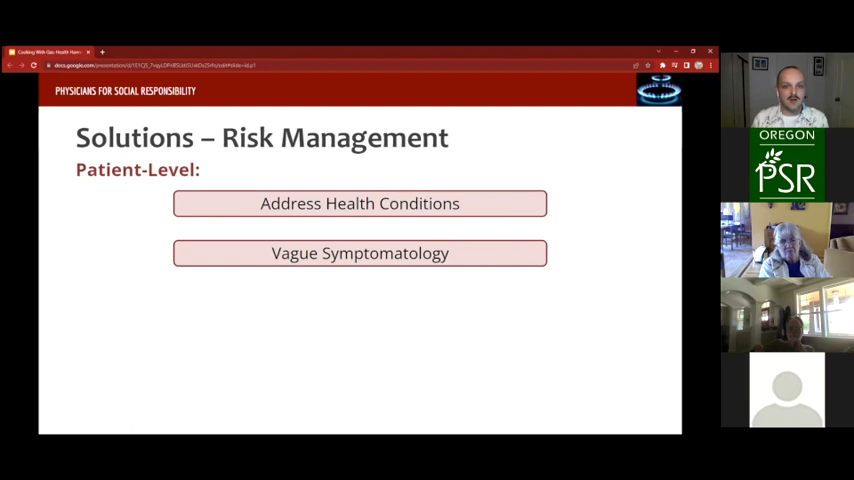 Cooking With Gas: Health Harm
PHYSICIANS FOR SOCIAL RESPONSIBILITY
Solutions – Risk Management
Patient-Level:
Address Health Conditions
Vague Symptomatology
OREGON
PSR